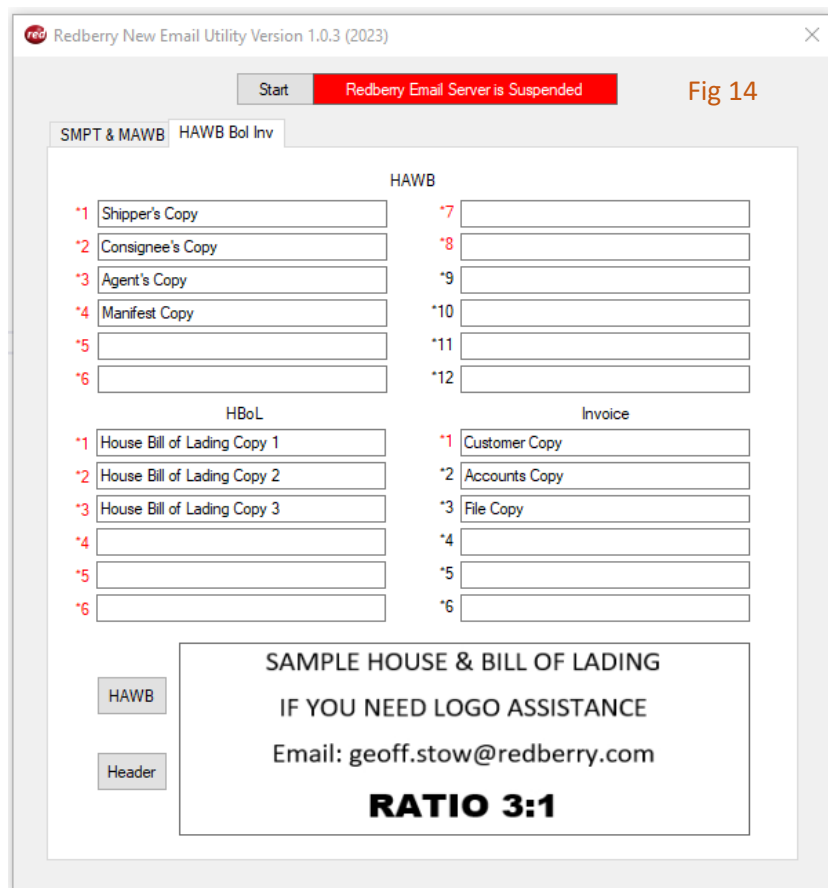 red Redberry New Email Utility Version 1.0.3 (2023)
Start Redberry Email Server is Suspended Fig 14
SMPT & MAWB HAWB Bol Inv
HAWB
*1 Shipper's Copy *7
*2 Consignee's Copy *8
*3 Agent's Copy *9
*4 Manifest Copy *10
*5 *11
*6 *12
HBoL Invoice
*1 House Bill of Lading Copy 1 *1 Customer Copy
*2 House Bill of Lading Copy 2 *2 Accounts Copy
*3 House Bill of Lading Copy 3 *3 File Copy
*4 *4
*5 *5
*6 *6
SAMPLE HOUSE & BILL OF LADING
HAWB IF YOU NEED LOGO ASSISTANCE
Email: geoff.stow@redberry.com
Header
RATIO 3:1